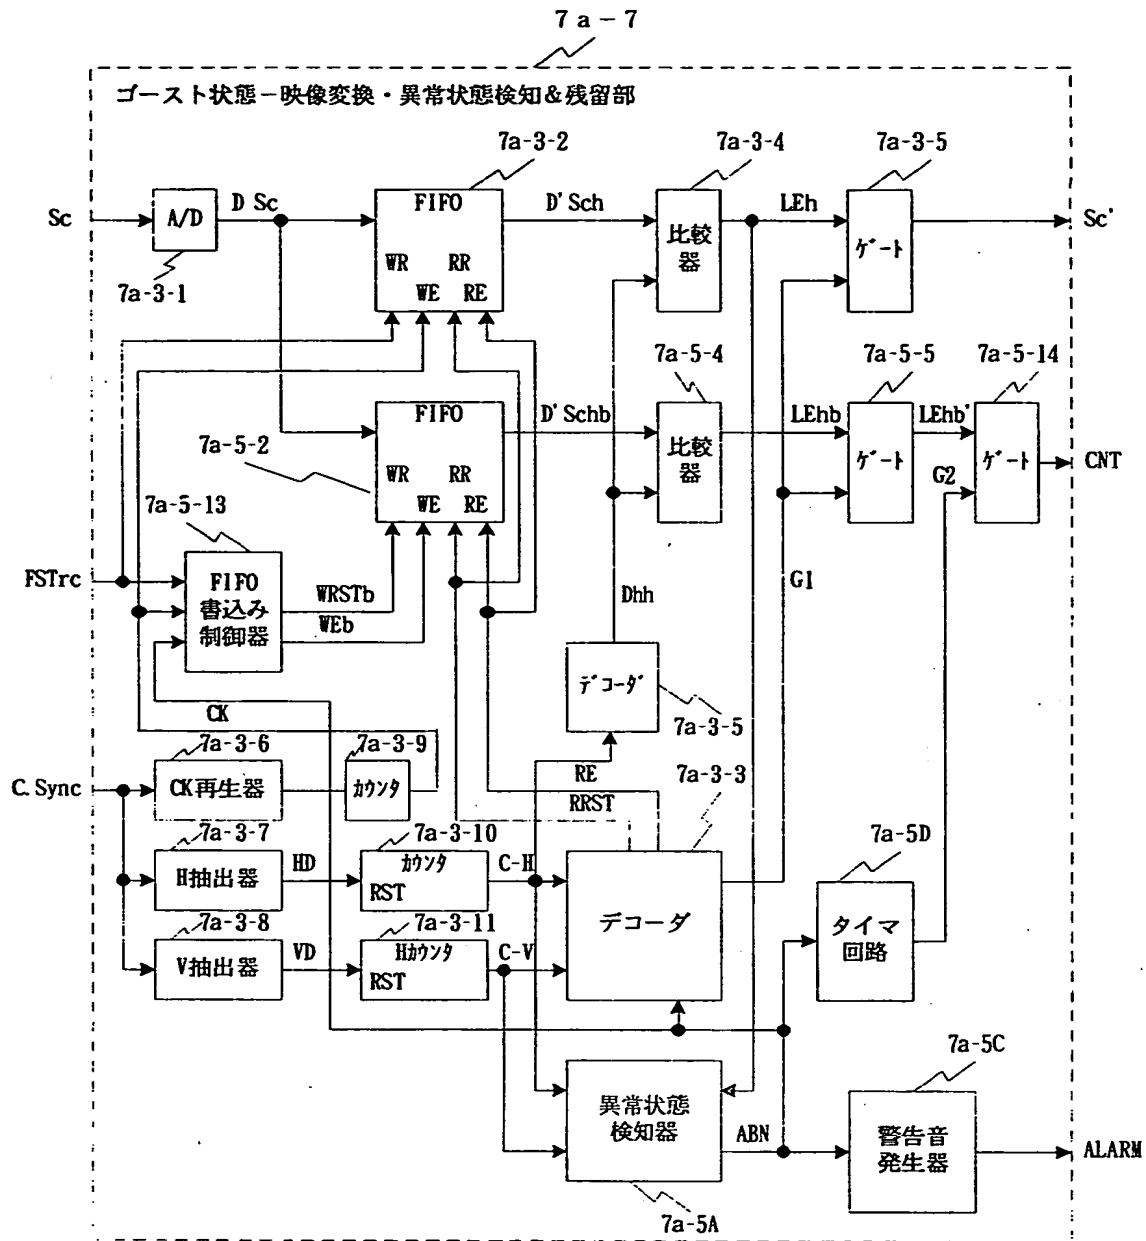 7a-7
ゴースト状態-映像変換・異常状態検知&残留部
7a-3-2
7a-3-4
7a-3-5
Sc
A/D
D Sc
FIFO
WR
RR
WE
RE
D'Sch
比較
器
LEh
ゲート
Sc'
7a-3-1
7a-5-4
7a-5-5
7a-5-14
7a-5-2
FIFO
WR
RR
WE
RE
D'Schb
比較
器
LEhb
ゲート
LEhb'
G2
ゲート
CNT
7a-5-13
FSTrc
FIFO
書込み
制御器
WRSTb
WEb
Dhh
G1
デコーダ
7a-3-5
CK
7a-3-6
7a-3-9
RE
7a-3-3
C.Sync
CK再生器
カウンタ
RRST
7a-3-7
7a-3-10
7a-5D
H抽出器
HD
カウンタ
RST
C-H
デコーダ
タイマ
回路
7a-3-8
7a-3-11
V抽出器
VD
Hカウンタ
RST
C-V
7a-5C
異常状態
検知器
ABN
警告音
発生器
ALARM
7a-5A